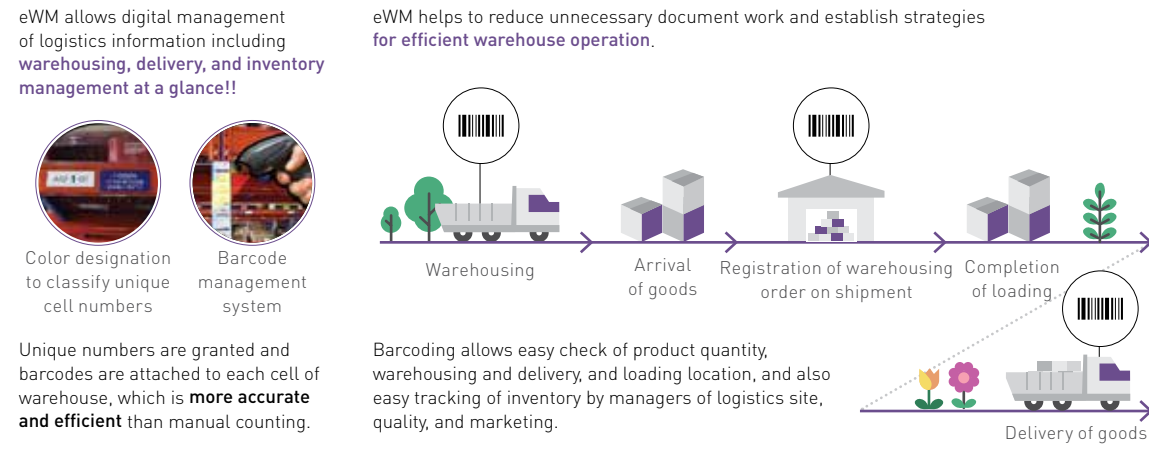 eWM allows digital management
of logistics information including
warehousing, delivery, and inventory
management at a glance!!
Color designation
to classify unique
cell numbers
Barcode
management
system
Unique numbers are granted and
barcodes are attached to each cell of
warehouse, which is more accurate
and efficient than manual counting.
eWM helps to reduce unnecessary document work and establish strategies
for efficient warehouse operation.
Warehousing
Arrival
of goods
Registration of warehousing
order on shipment
Completion
of loading
Delivery of goods
Barcoding allows easy check of product quantity,
warehousing and delivery, and loading location, and also
easy tracking of inventory by managers of logistics site,
quality, and marketing.